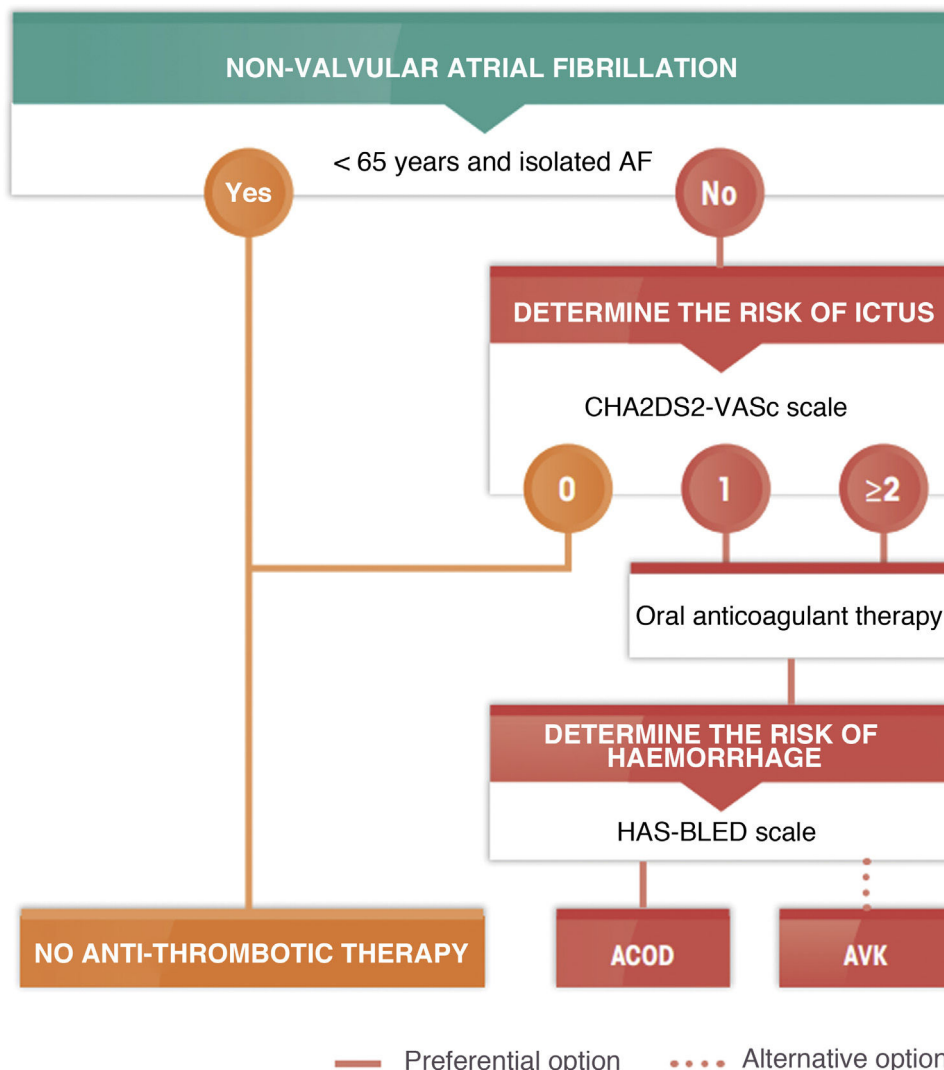 NON-VALVULAR ATRIAL FIBRILLATION
< 65 years and isolated AF
Yes
No
DETERMINE THE RISK OF ICTUS
CHA2DS2-VASc scale
0
1
≥2
Oral anticoagulant therapy
DETERMINE THE RISK OF
HAEMORRHAGE
HAS-BLED scale
NO ANTI-THROMBOTIC THERAPY
ACOD
AVK
Preferential option
Alternative option